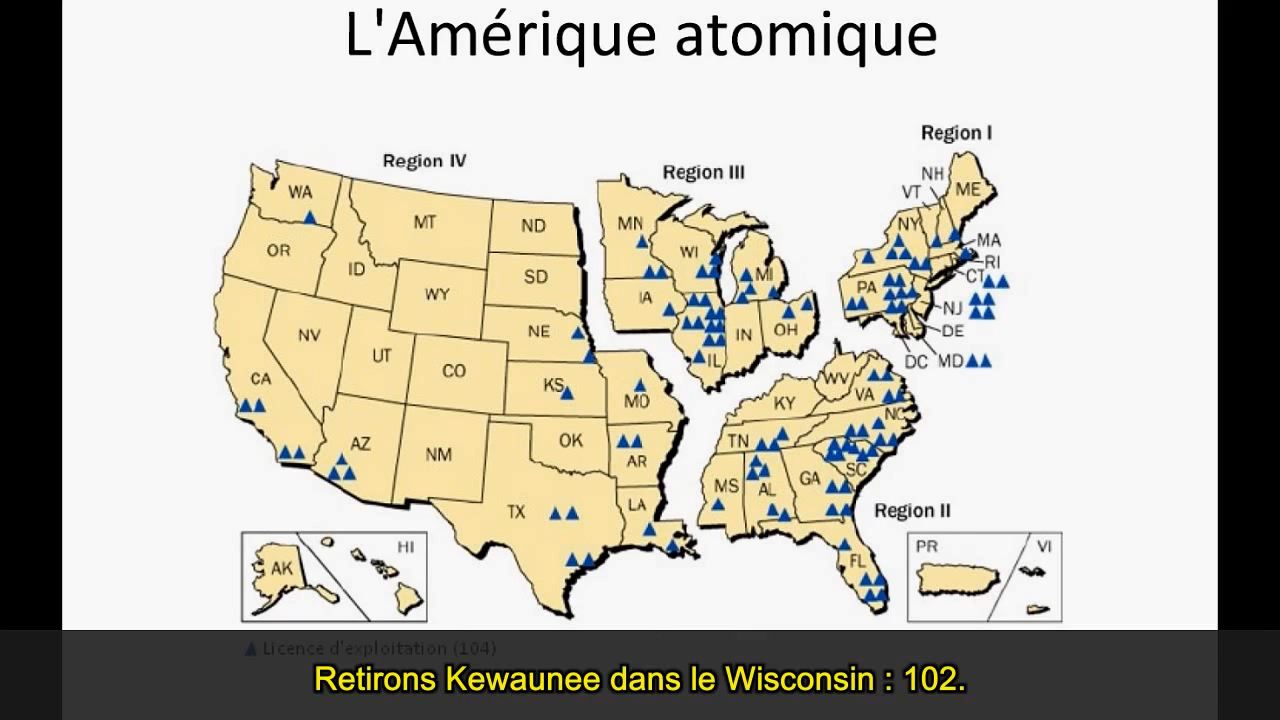 L'Amérique atomique
Region I
Region IV
Region III
NH
VT
ME
WA
MT
ND
MN
WI
NY
MA
OR
ID
SD
MI
RI
CT
WY
IA
PA
NV
NE
IN
OH
NJ
UT
CO
IL
DE
CA
KS
MO
DC
MD
WV
KY
VA
AZ
NM
OK
AR
TN
NC
SC
TX
LA
MS
AL
GA
Region II
AK
HI
FL
PR
VI
Licence d'exploitation (104)
Retirons Kewaunee dans le Wisconsin : 102.